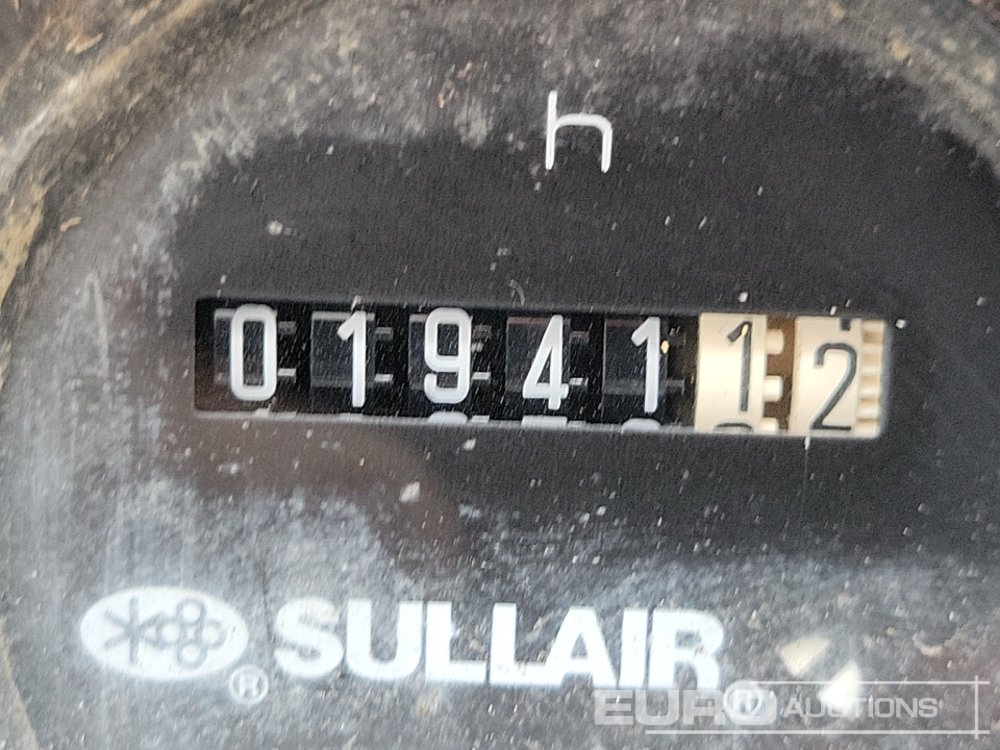 h
0194112
® SULLAIR ®
EURO AUCTIONS